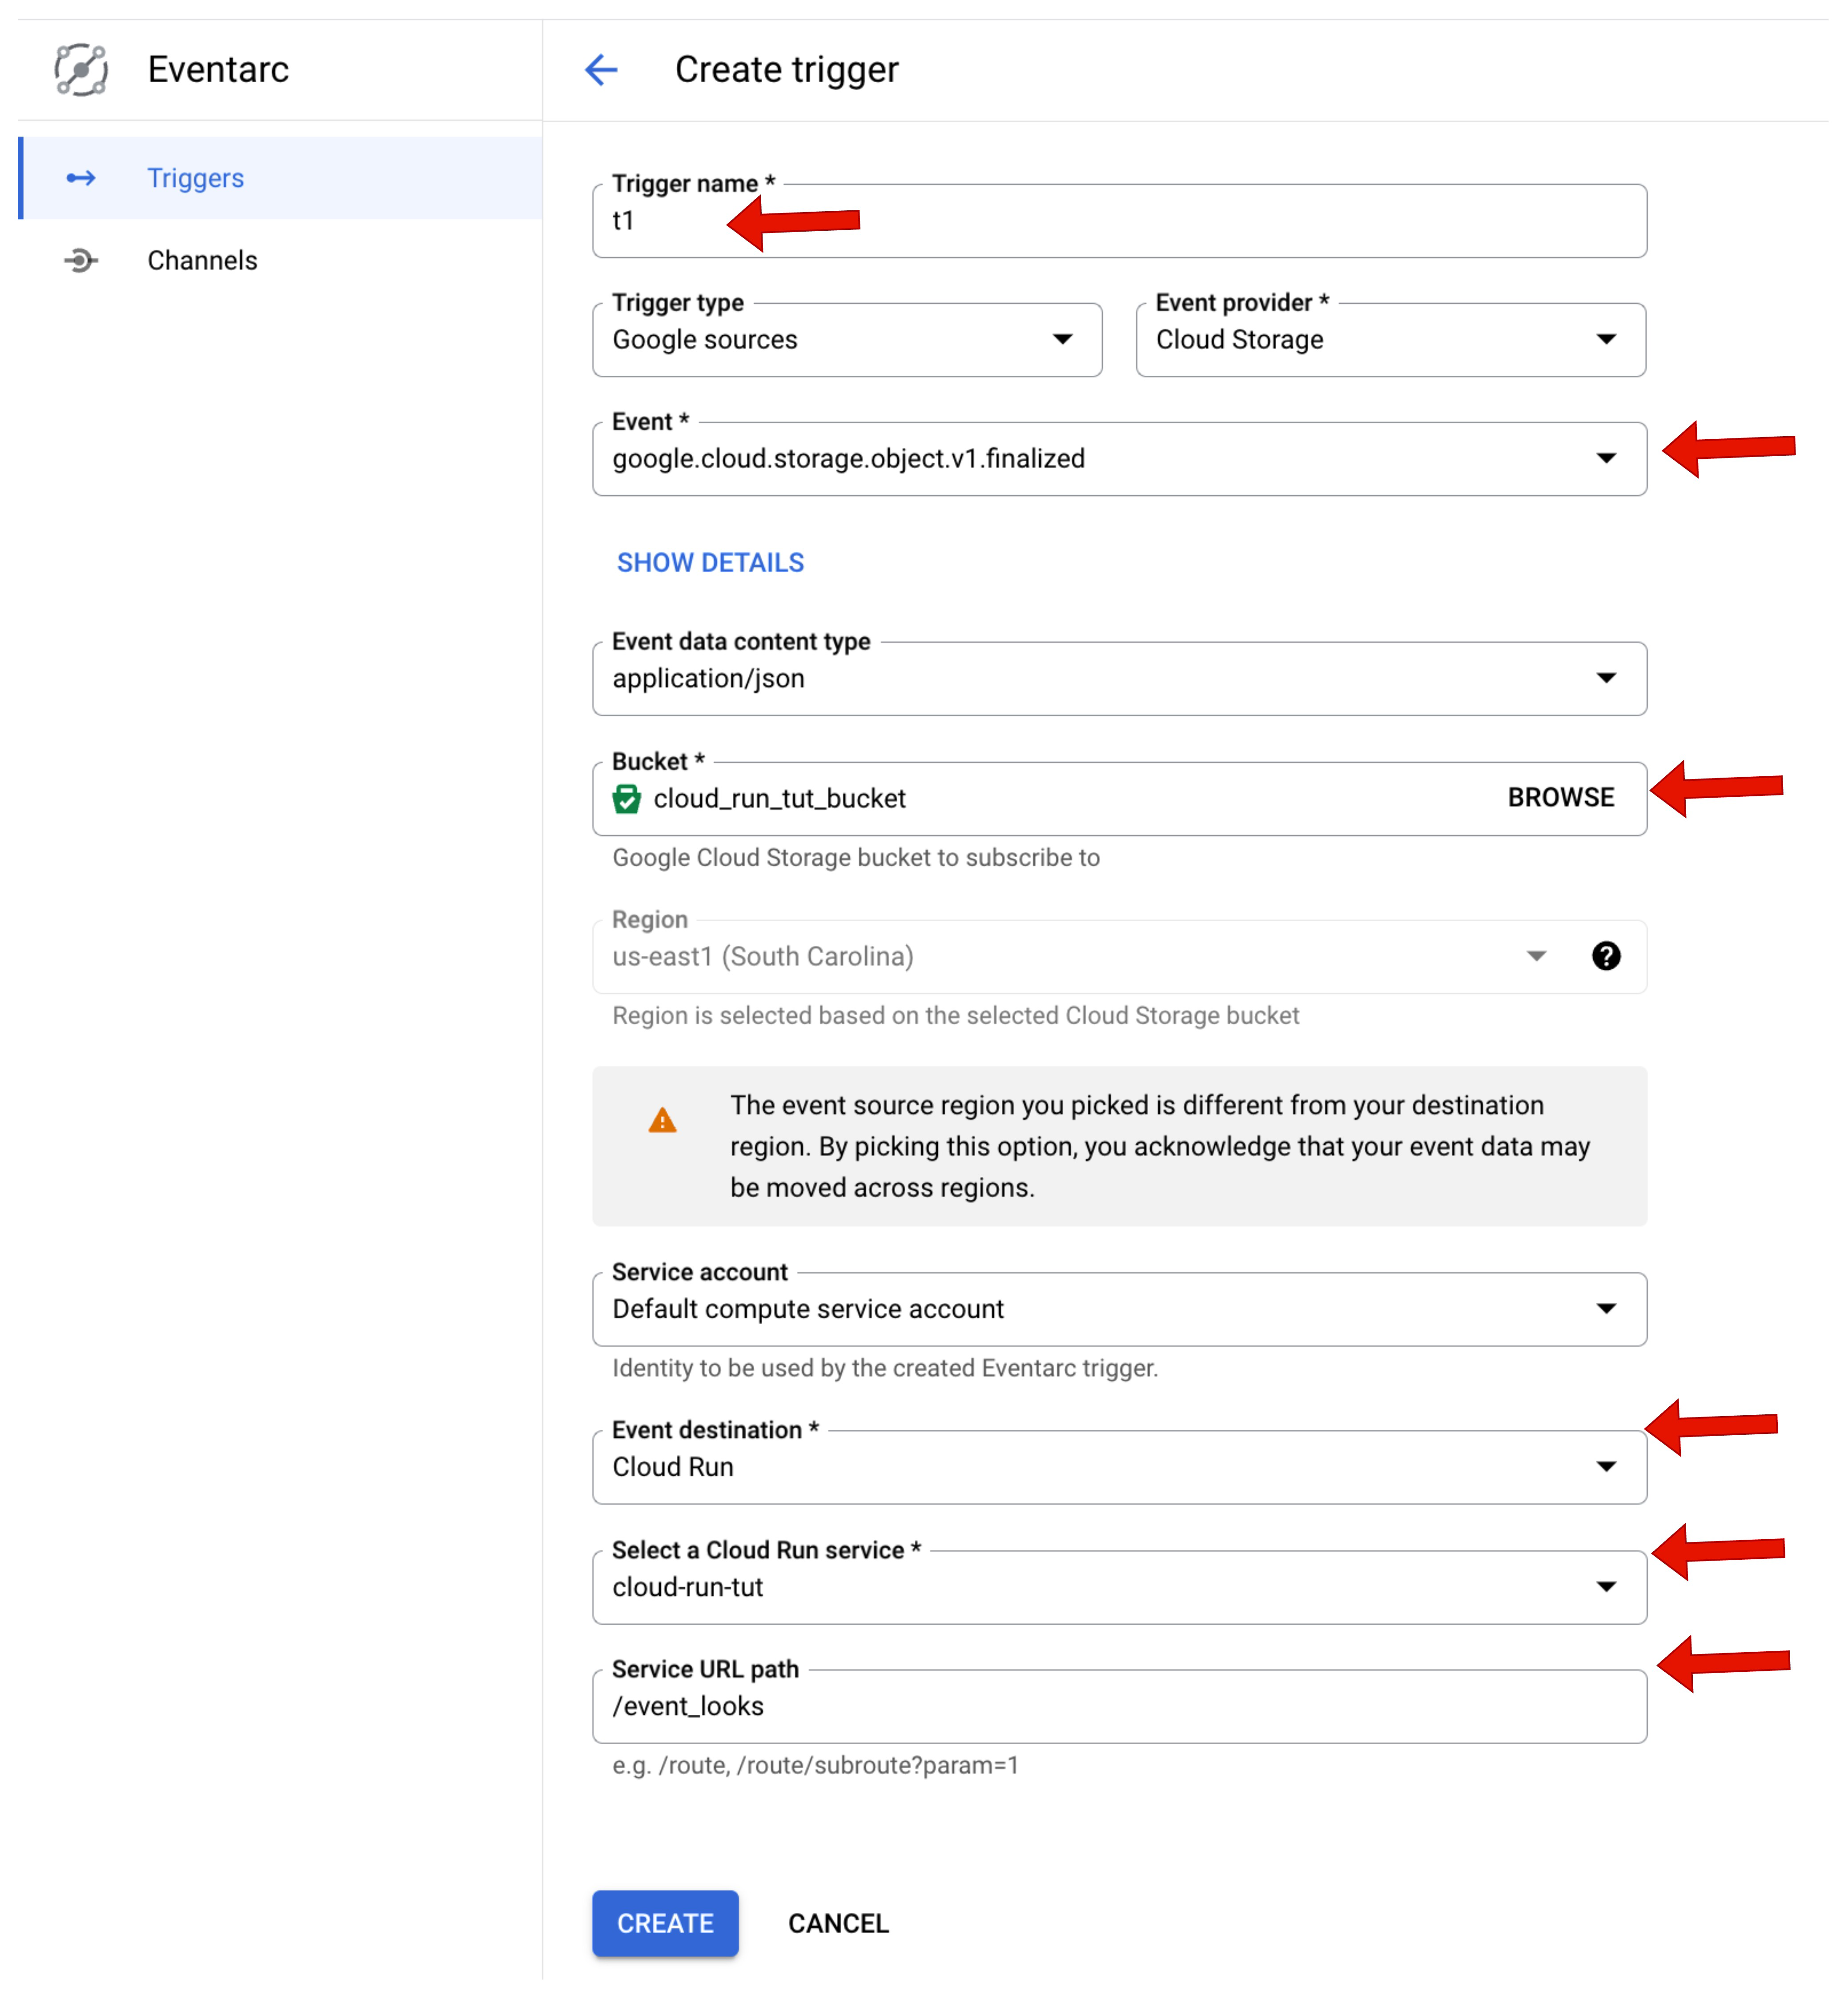 Eventarc
Create trigger
Triggers
Channels
Trigger name *
t1
Trigger type
Google sources
Event provider *
Cloud Storage
Event *
google.cloud.storage.object.v1.finalized
SHOW DETAILS
Event data content type
application/json
Bucket *
cloud_run_tut_bucket
BROWSE
Google Cloud Storage bucket to subscribe to
Region
us-east1 (South Carolina)
Region is selected based on the selected Cloud Storage bucket
The event source region you picked is different from your destination
region. By picking this option, you acknowledge that your event data may
be moved across regions.
Service account
Default compute service account
Identity to be used by the created Eventarc trigger.
Event destination *
Cloud Run
Select a Cloud Run service *
cloud-run-tut
Service URL path
/event_looks
e.g. /route, /route/subroute?param=1
CREATE
CANCEL